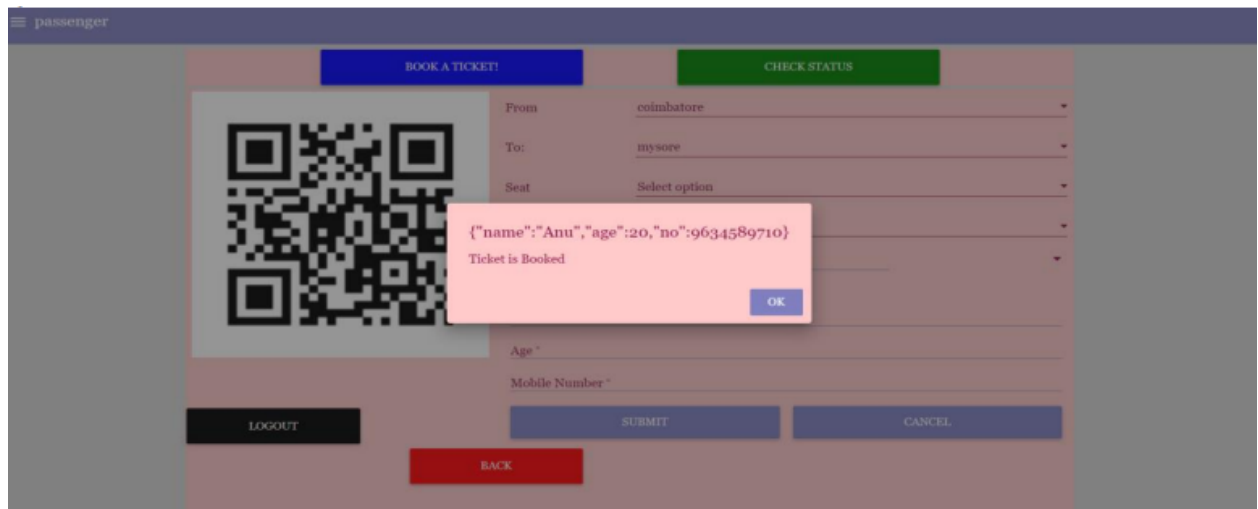 passenger
BOOK A TICKET!
CHECK STATUS
From
coimbatore
To:
mysore
Seat
Select option
{"name":"Anu","age":20,"no":9634589710}
Ticket is Booked
OK
Age *
Mobile Number *
SUBMIT
CANCEL
LOGOUT
BACK